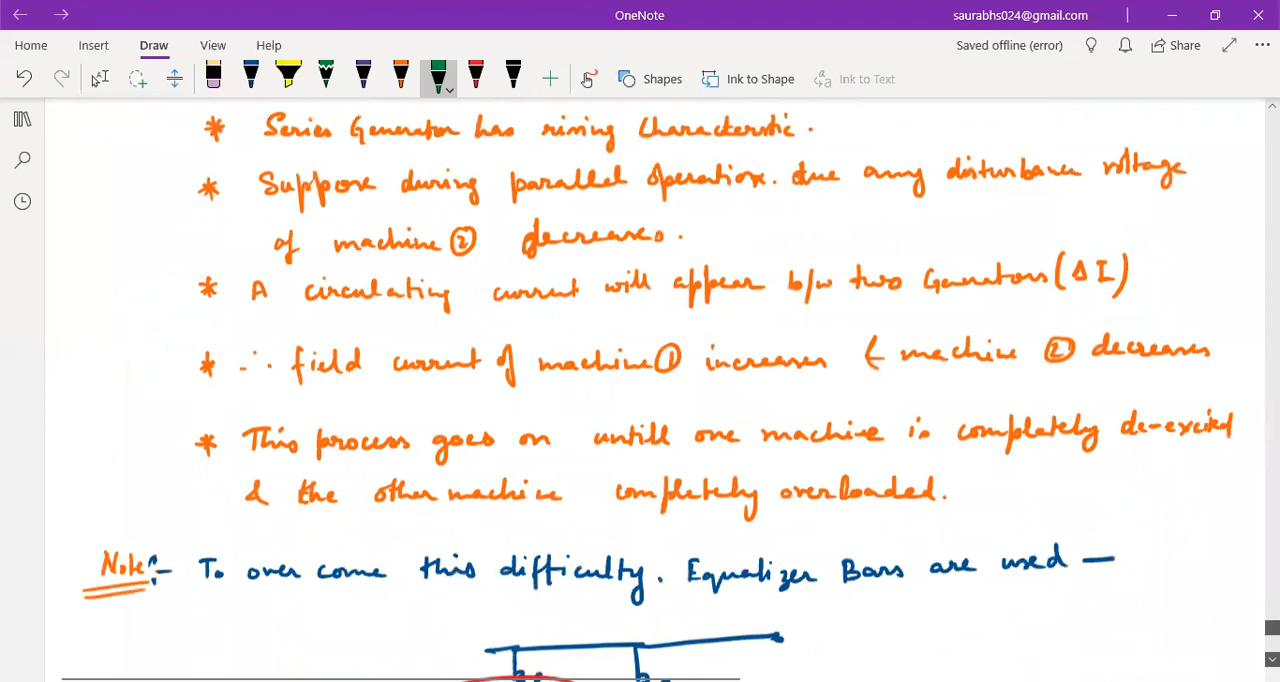 OneNote
saurabhs024@gmail.com
Home Insert Draw View Help
Saved offline (error) Share
Shapes Ink to Shape Ink to Text
* Series Generator has rising Characterstic.
* Suppose during parallel operation. due any disturbance voltage
of machine ② decreases.
* A circulating current will appear b/w two Generators (ΔI)
* ∴ field current of machine ① increases & machine ② decreases
* This process goes on untill one machine is completely de-excited
& the other machine completely overloaded.
Note:- To over come this difficulty. Equalizer Bars are used —